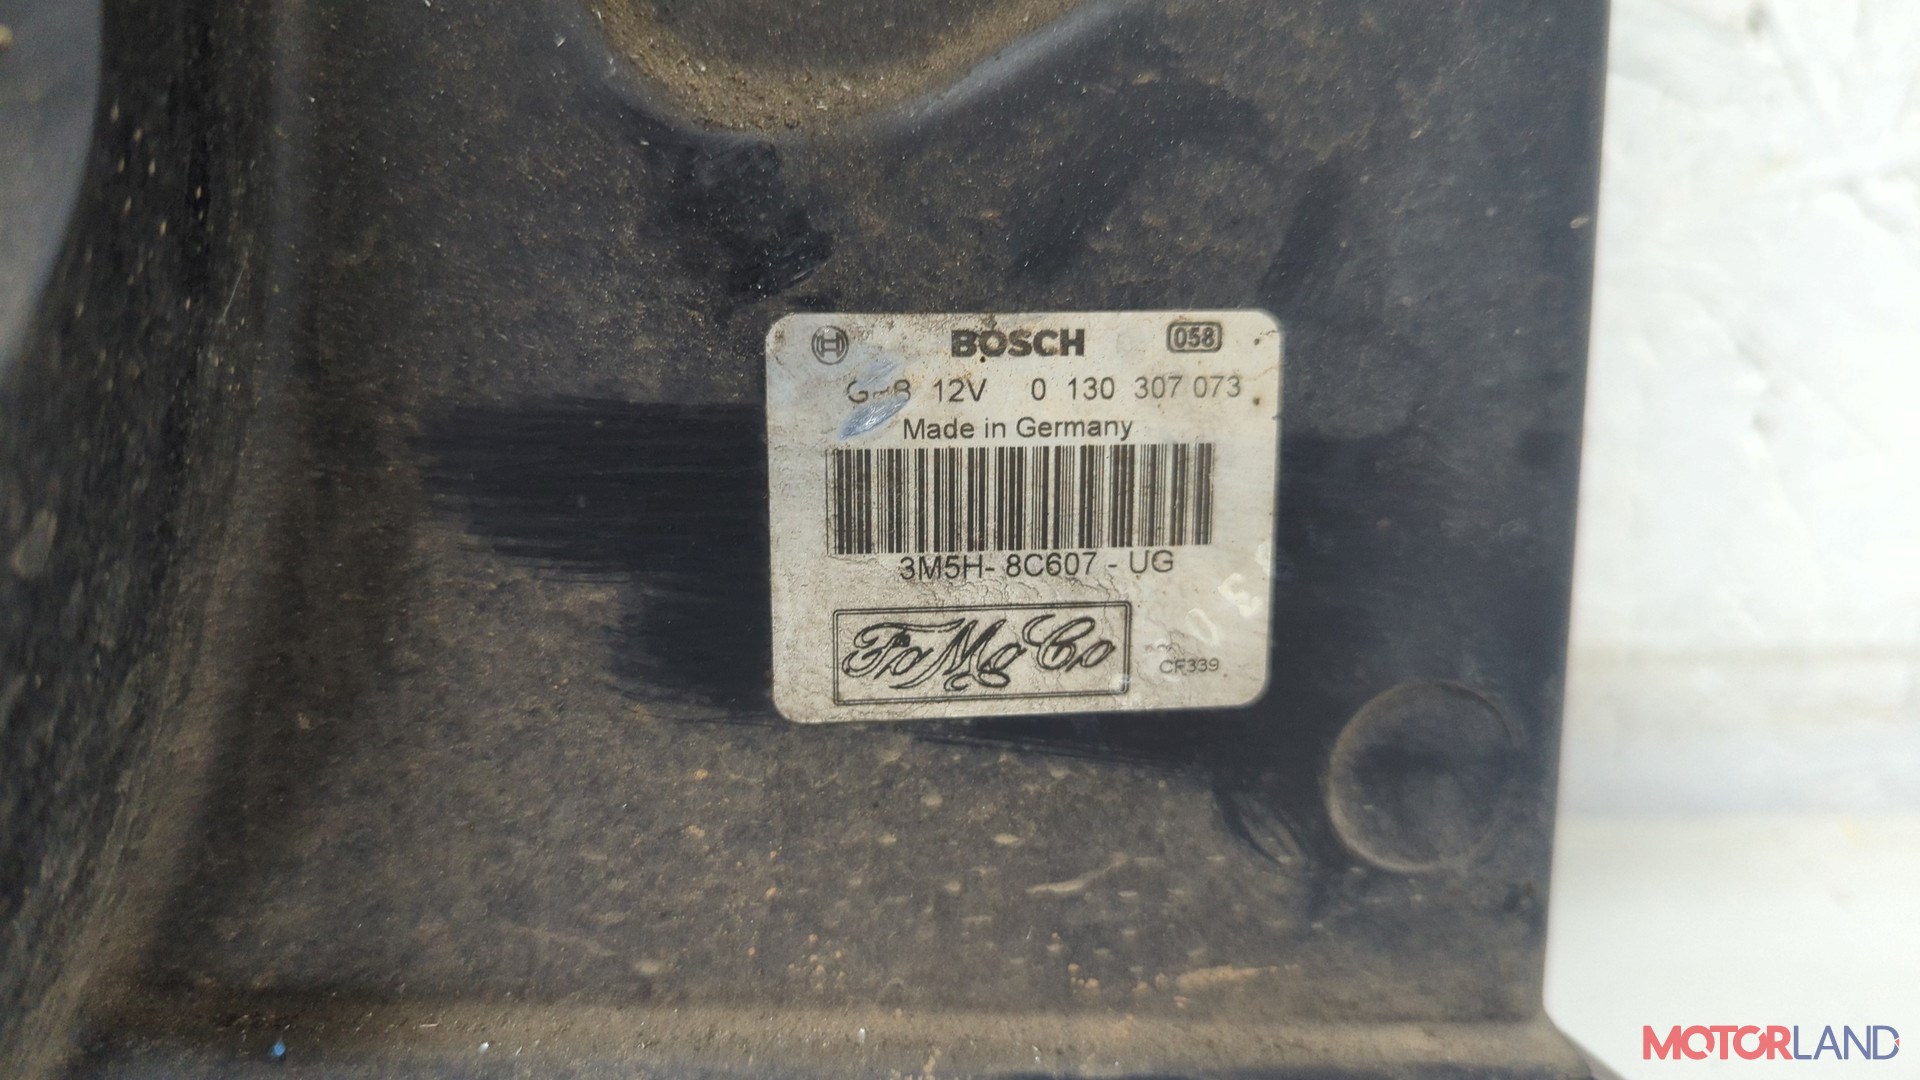 BOSCH 058
12V 0 130 307 073
Made in Germany
3M5H- 8C607 - UG
FoMoCo
CF339
MOTORLAND